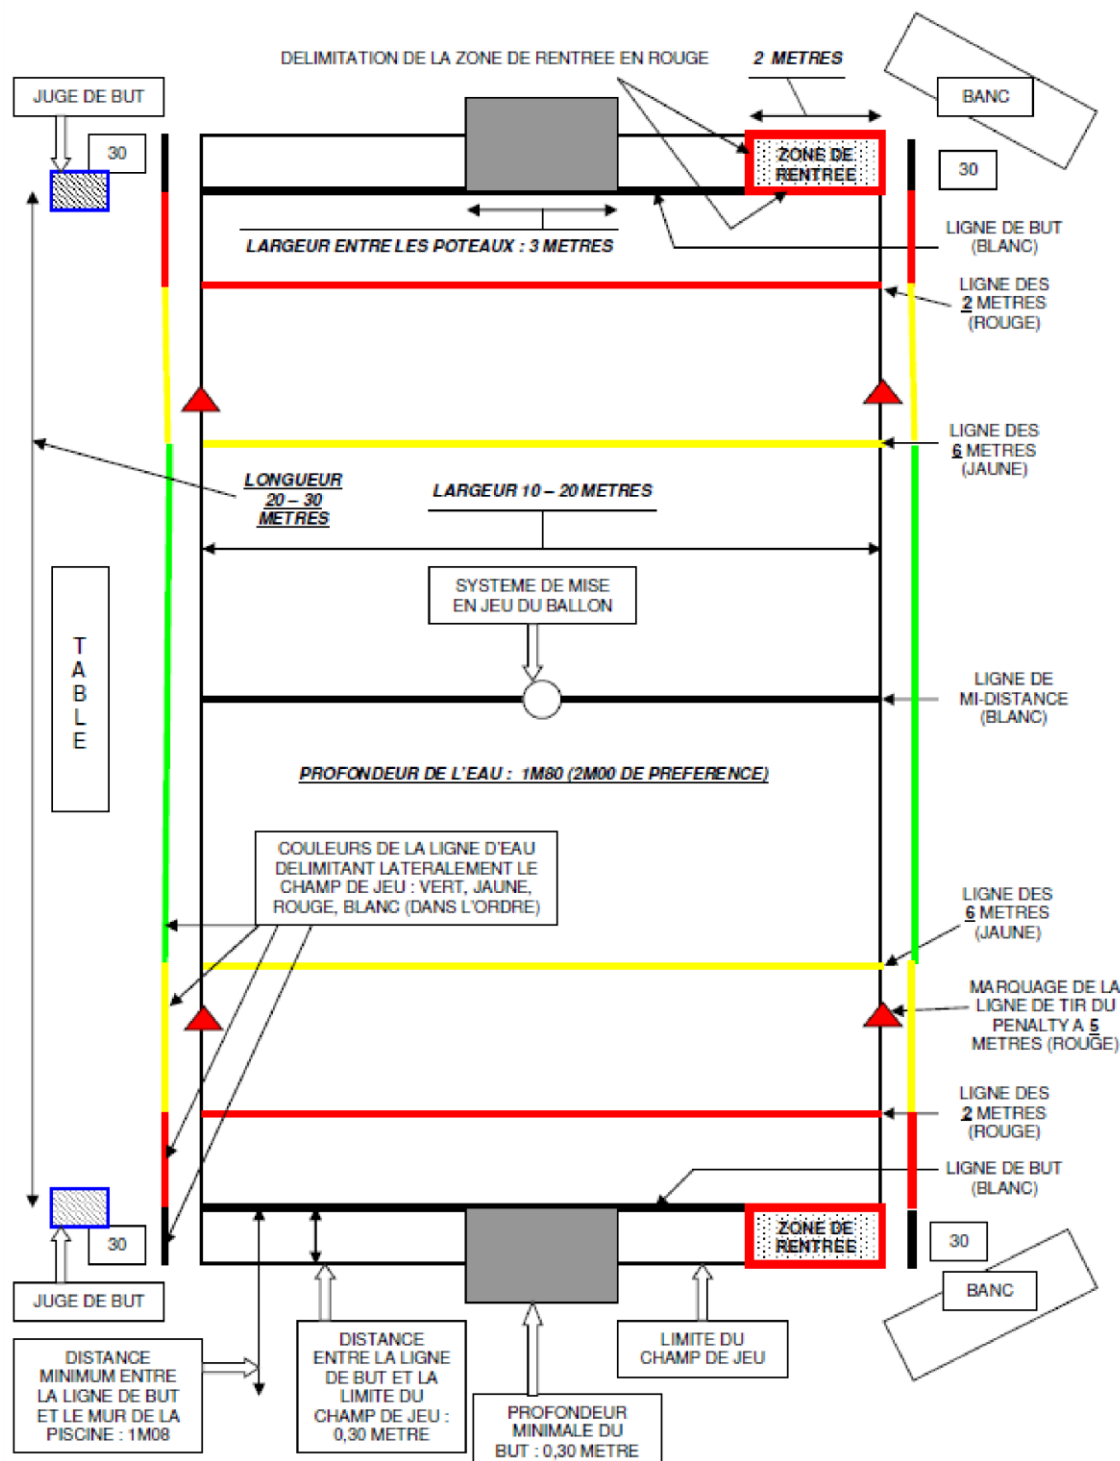 DELIMITATION DE LA ZONE DE RENTREE EN ROUGE
2 METRES
JUGE DE BUT
BANC
30
ZONE DE
RENTREE
30
LARGEUR ENTRE LES POTEAUX : 3 METRES
LIGNE DE BUT
(BLANC)
LIGNE DES
2 METRES
(ROUGE)
LIGNE DES
6 METRES
(JAUNE)
LONGUEUR
20 – 30
METRES
LARGEUR 10 – 20 METRES
SYSTEME DE MISE
EN JEU DU BALLON
T
A
B
L
E
LIGNE DE
MI-DISTANCE
(BLANC)
PROFONDEUR DE L'EAU : 1M80 (2M00 DE PREFERENCE)
COULEURS DE LA LIGNE D'EAU
DELIMITANT LATERALEMENT LE
CHAMP DE JEU : VERT, JAUNE,
ROUGE, BLANC (DANS L'ORDRE)
LIGNE DES
6 METRES
(JAUNE)
MARQUAGE DE LA
LIGNE DE TIR DU
PENALTY A 5
METRES (ROUGE)
LIGNE DES
2 METRES
(ROUGE)
LIGNE DE BUT
(BLANC)
30
ZONE DE
RENTREE
30
JUGE DE BUT
BANC
DISTANCE
MINIMUM ENTRE
LA LIGNE DE BUT
ET LE MUR DE LA
PISCINE : 1M08
DISTANCE
ENTRE LA LIGNE
DE BUT ET LA
LIMITE DU
CHAMP DE JEU :
0,30 METRE
PROFONDEUR
MINIMALE DU
BUT : 0,30 METRE
LIMITE DU
CHAMP DE JEU